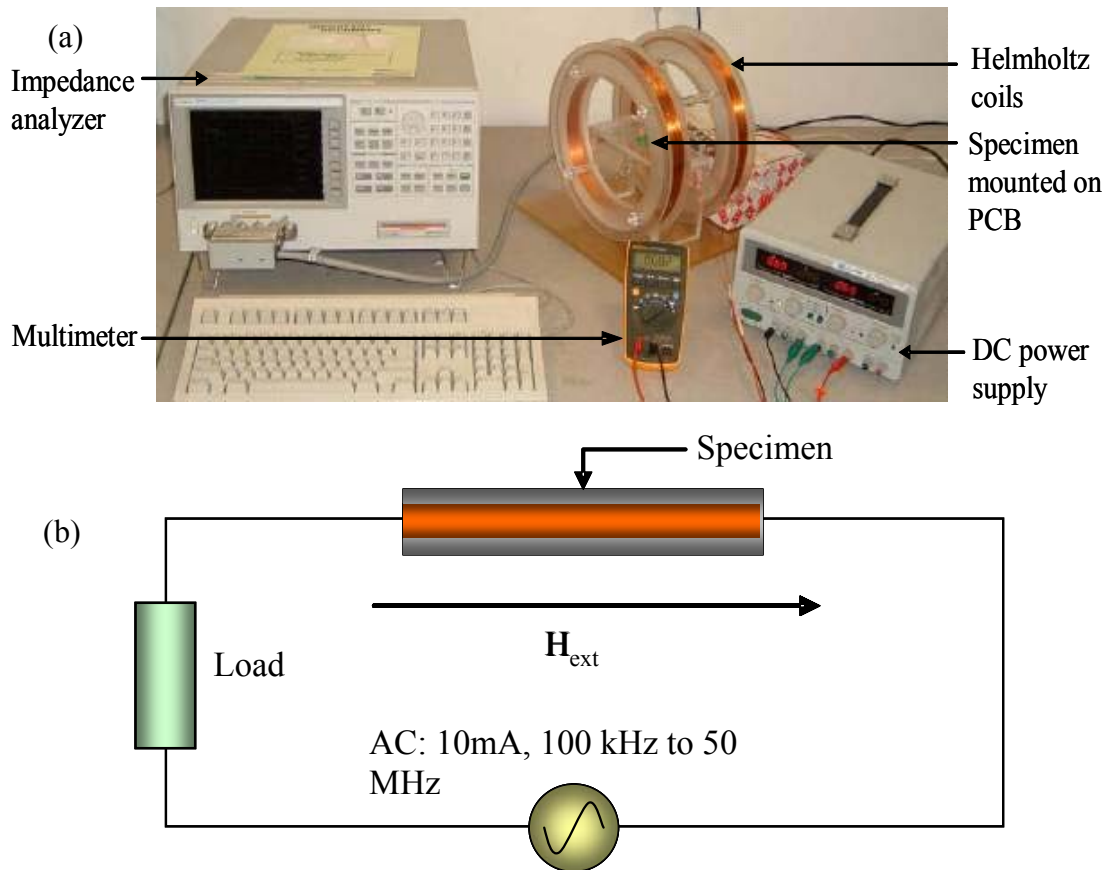 (a)
Impedance
analyzer
Multimeter
Helmholtz
coils
Specimen
mounted on
PCB
DC power
supply
(b)
Specimen
H_ext
Load
AC: 10mA, 100 kHz to 50
MHz